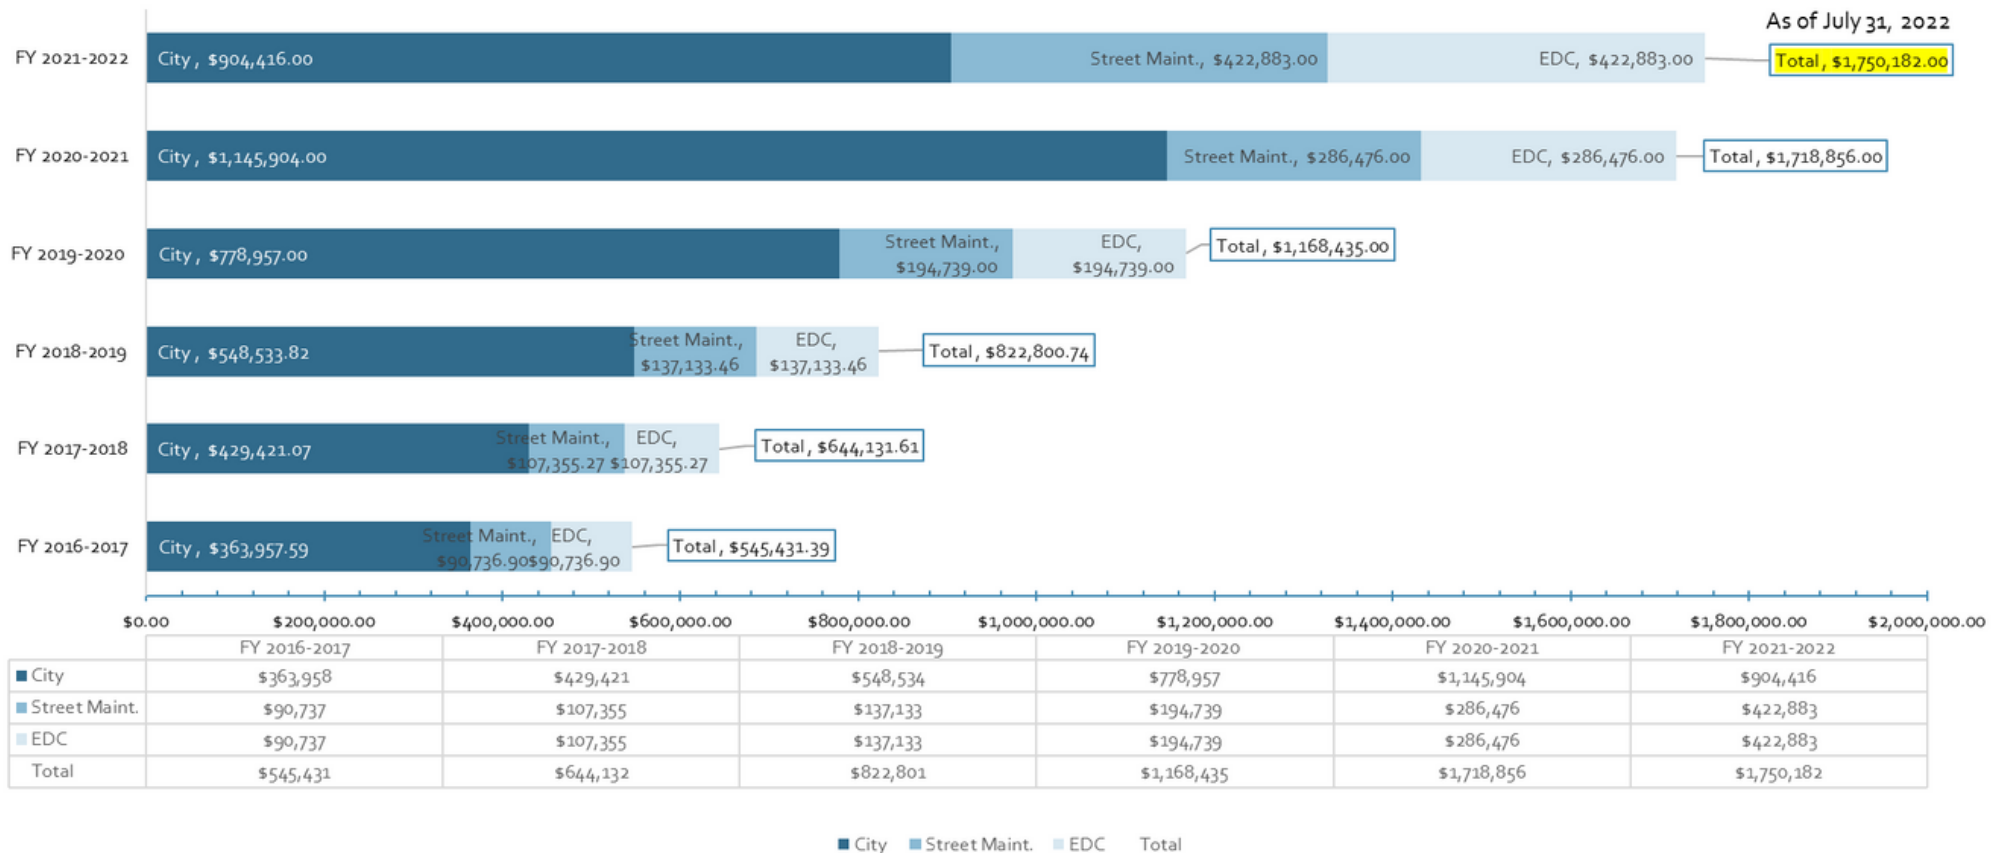 As of July 31, 2022
FY 2021-2022 City , $904,416.00 Street Maint., $422,883.00 EDC, $422,883.00 Total , $1,750,182.00
FY 2020-2021 City , $1,145,904.00 Street Maint., $286,476.00 EDC, $286,476.00 Total , $1,718,856.00
FY 2019-2020 City , $778,957.00 Street Maint., $194,739.00 EDC, $194,739.00 Total , $1,168,435.00
FY 2018-2019 City , $548,533.82 Street Maint., $137,133.46 EDC, $137,133.46 Total , $822,800.74
FY 2017-2018 City , $429,421.07 Street Maint., $107,355.27 EDC, $107,355.27 Total , $644,131.61
FY 2016-2017 City , $363,957.59 Street Maint., $90,736.90 EDC, $90,736.90 Total , $545,431.39
$0.00 $200,000.00 $400,000.00 $600,000.00 $800,000.00 $1,000,000.00 $1,200,000.00 $1,400,000.00 $1,600,000.00 $1,800,000.00 $2,000,000.00
FY 2016-2017 FY 2017-2018 FY 2018-2019 FY 2019-2020 FY 2020-2021 FY 2021-2022
City $363,958 $429,421 $548,534 $778,957 $1,145,904 $904,416
Street Maint. $90,737 $107,355 $137,133 $194,739 $286,476 $422,883
EDC $90,737 $107,355 $137,133 $194,739 $286,476 $422,883
Total $545,431 $644,132 $822,801 $1,168,435 $1,718,856 $1,750,182
City Street Maint. EDC Total